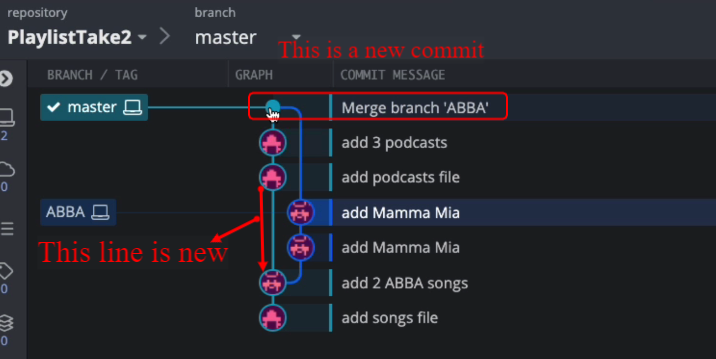 repository
branch
PlaylistTake2
master
This is a new commit
BRANCH / TAG
GRAPH
COMMIT MESSAGE
master
Merge branch 'ABBA'
2
add 3 podcasts
0
add podcasts file
ABBA
add Mamma Mia
This line is new
add Mamma Mia
0
add 2 ABBA songs
0
add songs file